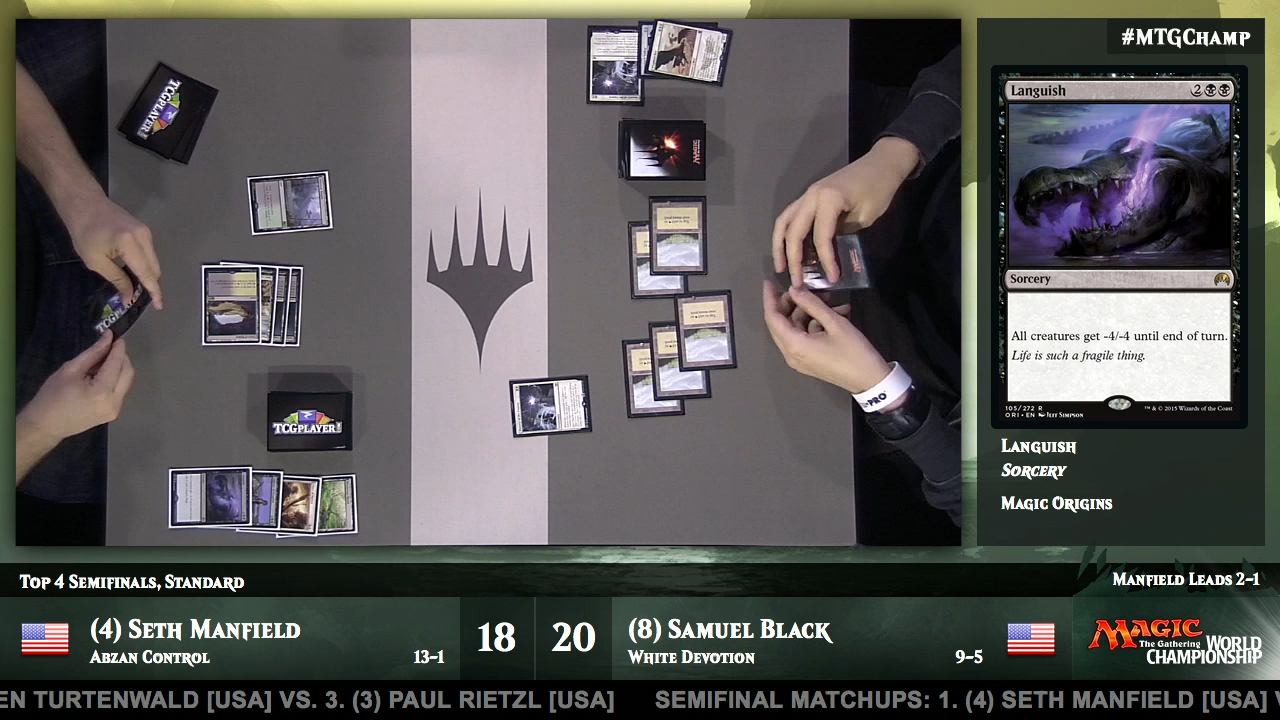 #MTGChamp
Languish 2
Sorcery
All creatures get -4/-4 until end of turn.
Life is such a fragile thing.
105/272 R
ORI • EN Jeff Simpson
™ & © 2015 Wizards of the Coast
Languish
Sorcery
Magic Origins
TCGPLAYER!
TCGPLAYER!
TCGPLAYER!
MAGIC
Top 4 Semifinals, Standard
Manfield Leads 2-1
(4) Seth Manfield
Abzan Control
13-1
18
20
(8) Samuel Black
White Devotion
9-5
Magic
The Gathering
World
Championship
EN TURTENWALD [USA] VS. 3. (3) PAUL RIETZL [USA] SEMIFINAL MATCHUPS: 1. (4) SETH MANFIELD [USA]